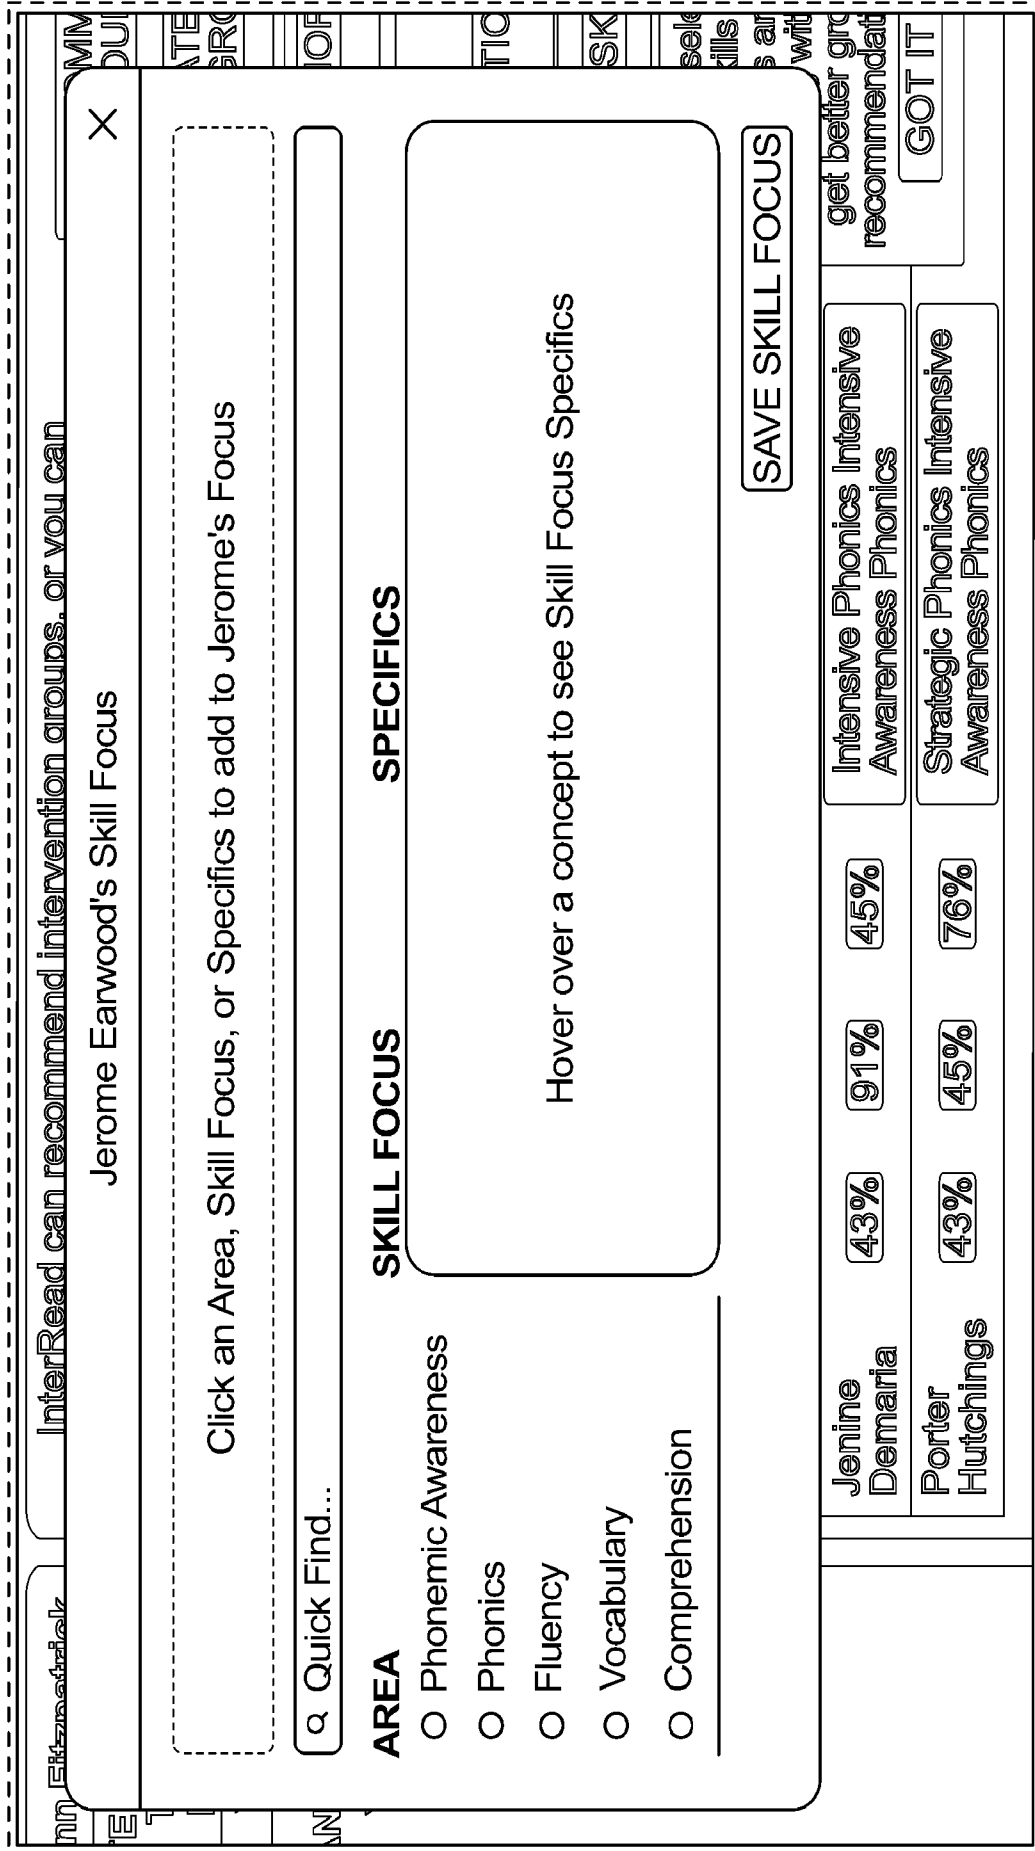 InterRead can recommend intervention groups, or you can
Jerome Earwood's Skill Focus
Click an Area, Skill Focus, or Specifics to add to Jerome's Focus
Quick Find...
AREA SKILL FOCUS SPECIFICS
Phonemic Awareness
Phonics
Fluency
Vocabulary
Comprehension
Hover over a concept to see Skill Focus Specifics
SAVE SKILL FOCUS
get better
GOT IT
Jenine
Demaria
43% 91% 45%
Intensive Phonics Intensive
Awareness Phonics
Porter
Hutchings
43% 45% 76%
Strategic Phonics Intensive
Awareness Phonics